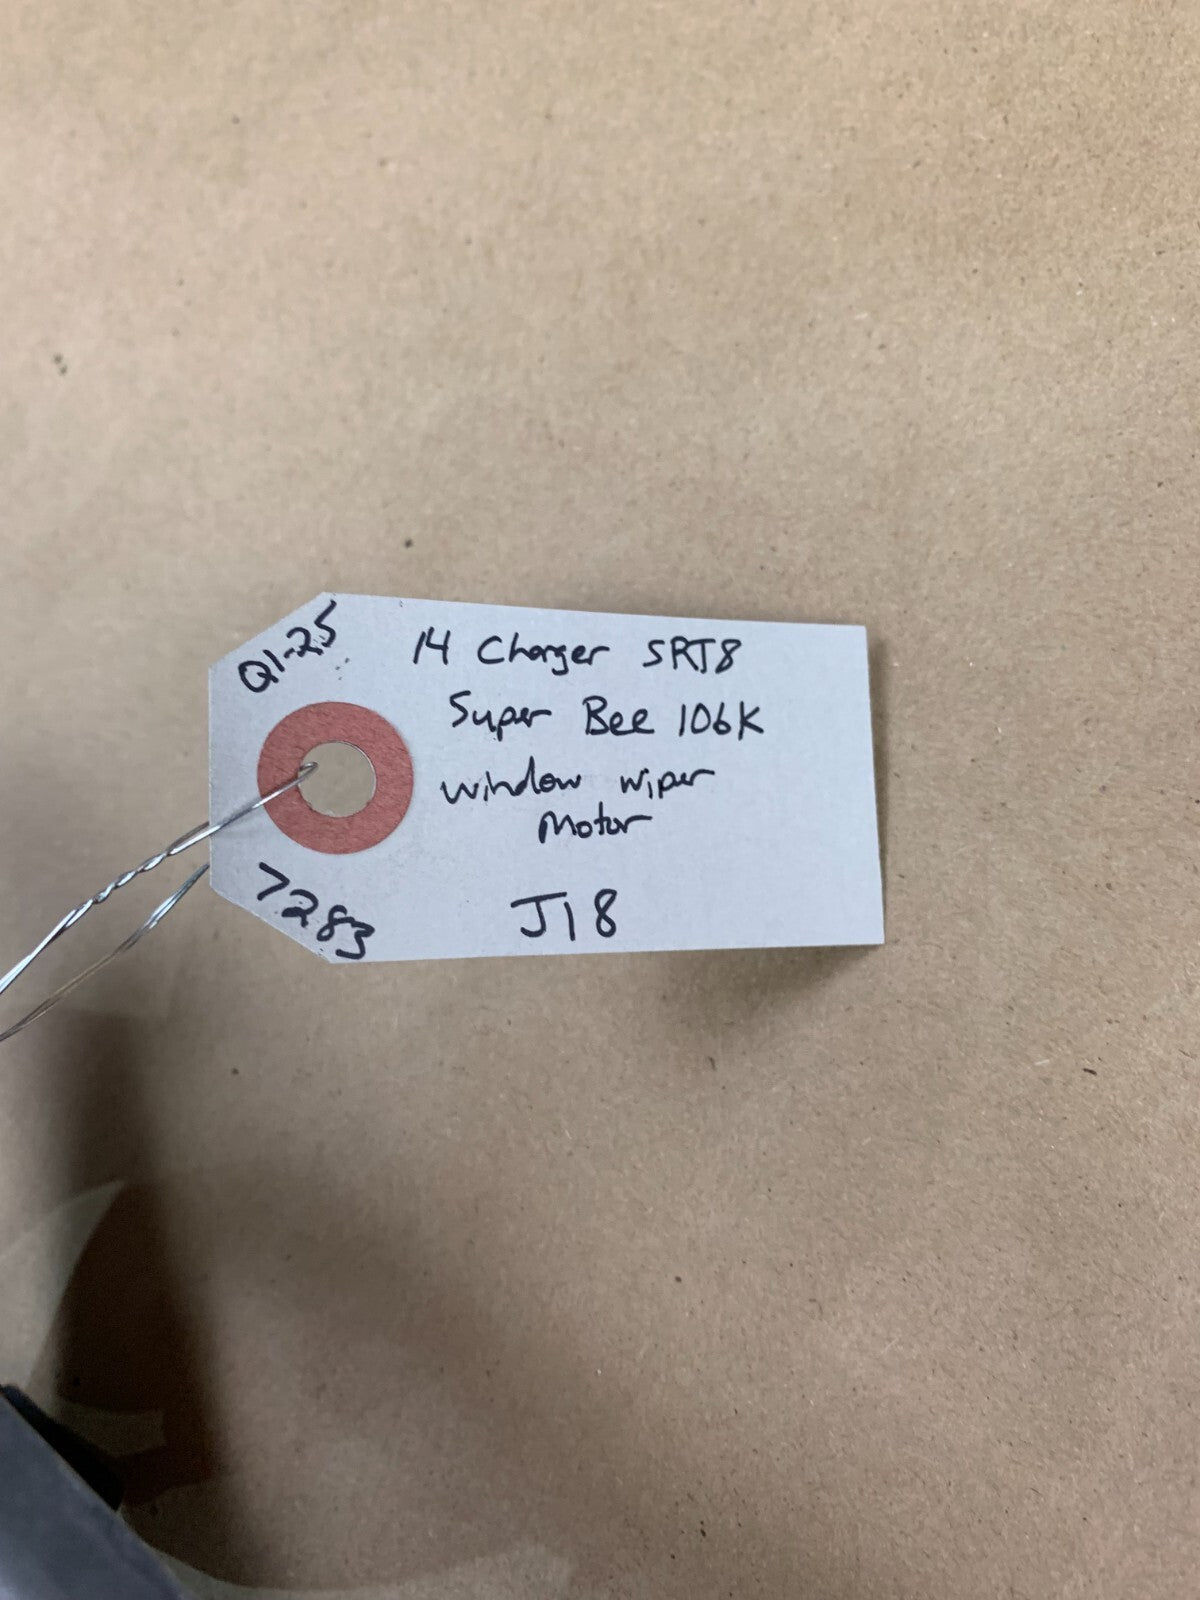 Q1-25
14 Charger SRT8
Super Bee 106K
Window Wiper
Motor
7283
J18